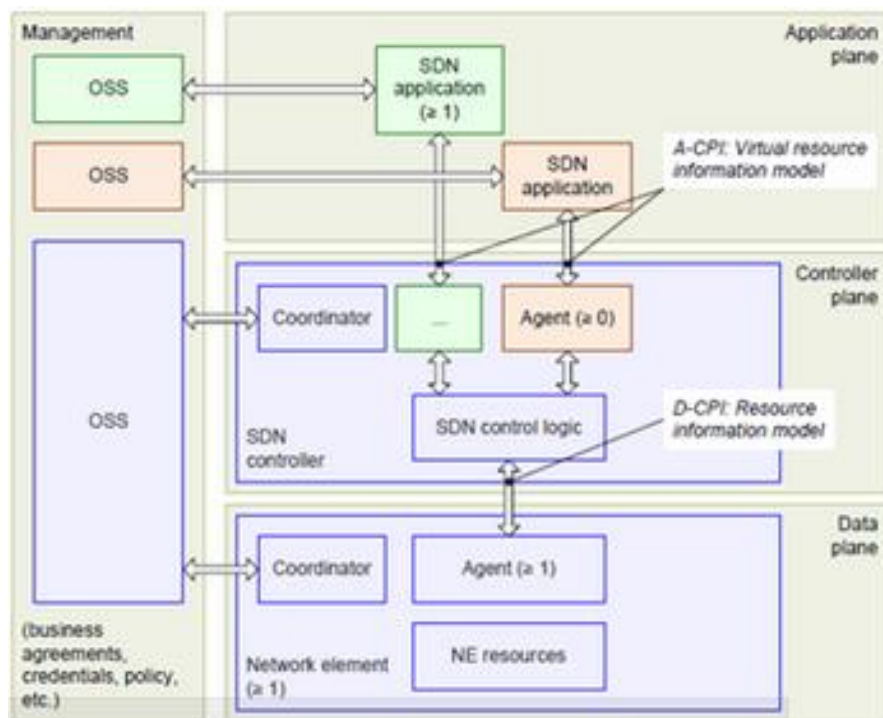 Management
Application
plane
OSS
SDN
application
(≥ 1)
A-CPI: Virtual resource
information model
OSS
SDN
application
Controller
plane
Coordinator
...
Agent (≥ 0)
OSS
SDN control logic
D-CPI: Resource
information model
SDN
controller
Data
plane
Coordinator
Agent (≥ 1)
(business
agreements,
credentials, policy,
etc.)
NE resources
Network element
(≥ 1)